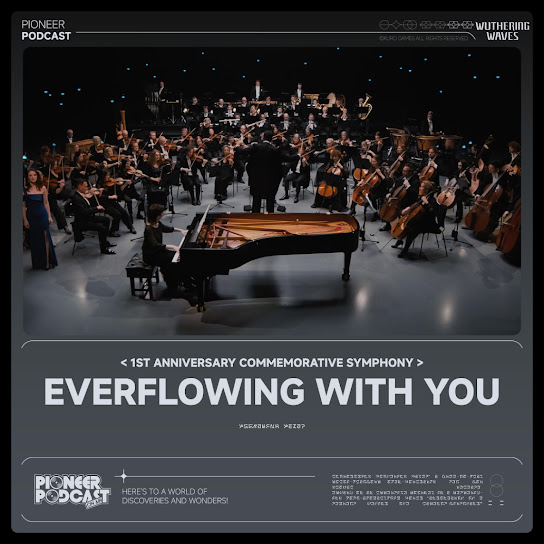 PIONEER
PODCAST
WUTHERING
WAVES
©KURO GAMES. ALL RIGHTS RESERVED.
< 1ST ANNIVERSARY COMMEMORATIVE SYMPHONY >
EVERFLOWING WITH YOU
PIONEER
PODCAST
HERE'S TO A WORLD OF
DISCOVERIES AND WONDERS!